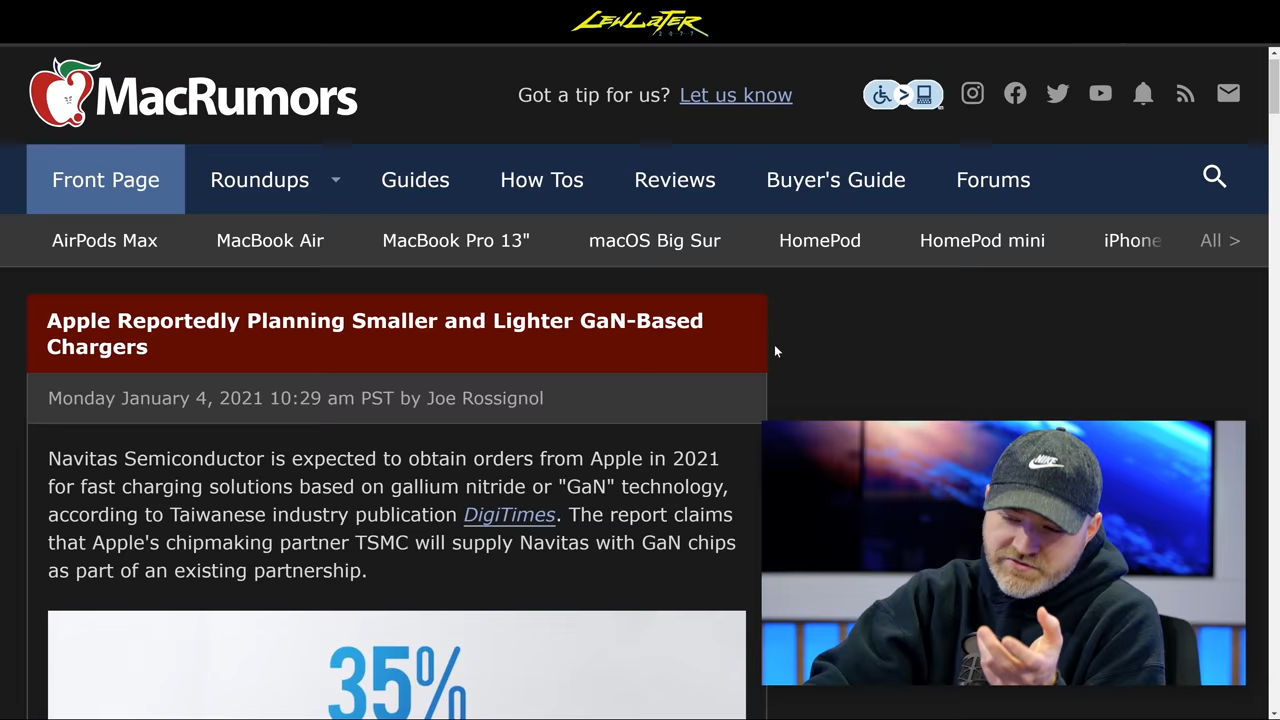 LEWLATER
2077
MacRumors
Got a tip for us? Let us know
Front Page Roundups Guides How Tos Reviews Buyer's Guide Forums
AirPods Max MacBook Air MacBook Pro 13" macOS Big Sur HomePod HomePod mini iPhone All >
Apple Reportedly Planning Smaller and Lighter GaN-Based
Chargers
Monday January 4, 2021 10:29 am PST by Joe Rossignol
Navitas Semiconductor is expected to obtain orders from Apple in 2021
for fast charging solutions based on gallium nitride or "GaN" technology,
according to Taiwanese industry publication DigiTimes. The report claims
that Apple's chipmaking partner TSMC will supply Navitas with GaN chips
as part of an existing partnership.
35%
NIKE